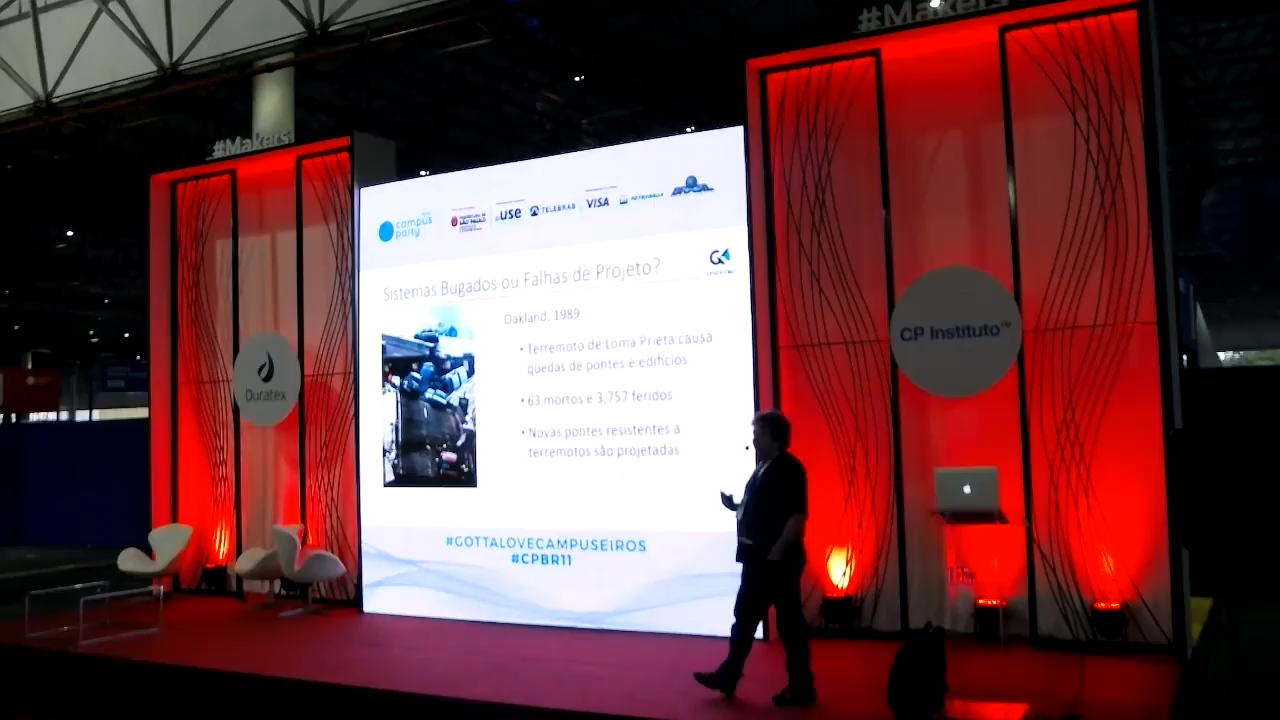 #Makers
#Makers
campus
party
SÃO PAULO
USE
TELEBRAS
VISA
Sistemas Bugados ou Falhas de Projeto?
Oakland, 1989
• Terremoto de Loma Prieta causa
quedas de pontes e edifícios
• 63 mortos e 3,757 feridos
• Novas pontes resistentes a
terremotos são projetadas
#GOTTALOVECAMPUSEIROS
#CPBR11
Duratex
CP Instituto